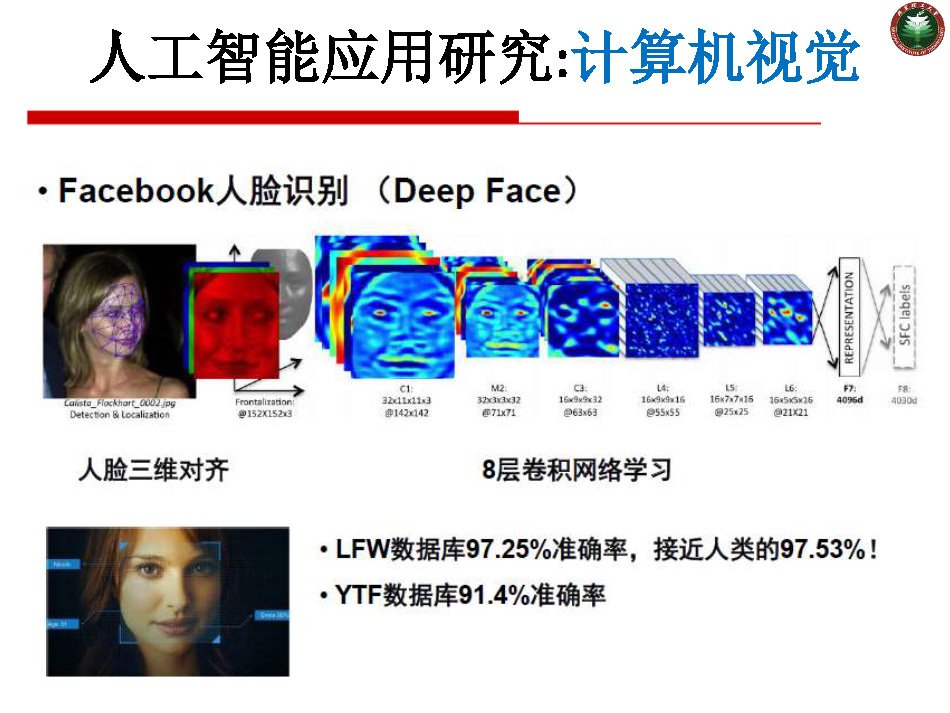 人工智能应用研究:计算机视觉
• Facebook人脸识别 （Deep Face）
REPRESENTATION
SFC labels
Calista_Flockhart_0002.jpg
Detection & Localization
Frontalization:
@152X152x3
C1:
32x11x11x3
@142x142
M2:
32x3x3x32
@71x71
C3:
16x9x9x32
@63x63
L4:
16x9x9x16
@55x55
L5:
16x7x7x16
@25x25
L6:
16x5x5x16
@21X21
F7:
4096d
F8:
4030d
人脸三维对齐
8层卷积网络学习
• LFW数据库97.25%准确率，接近人类的97.53%！
• YTF数据库91.4%准确率